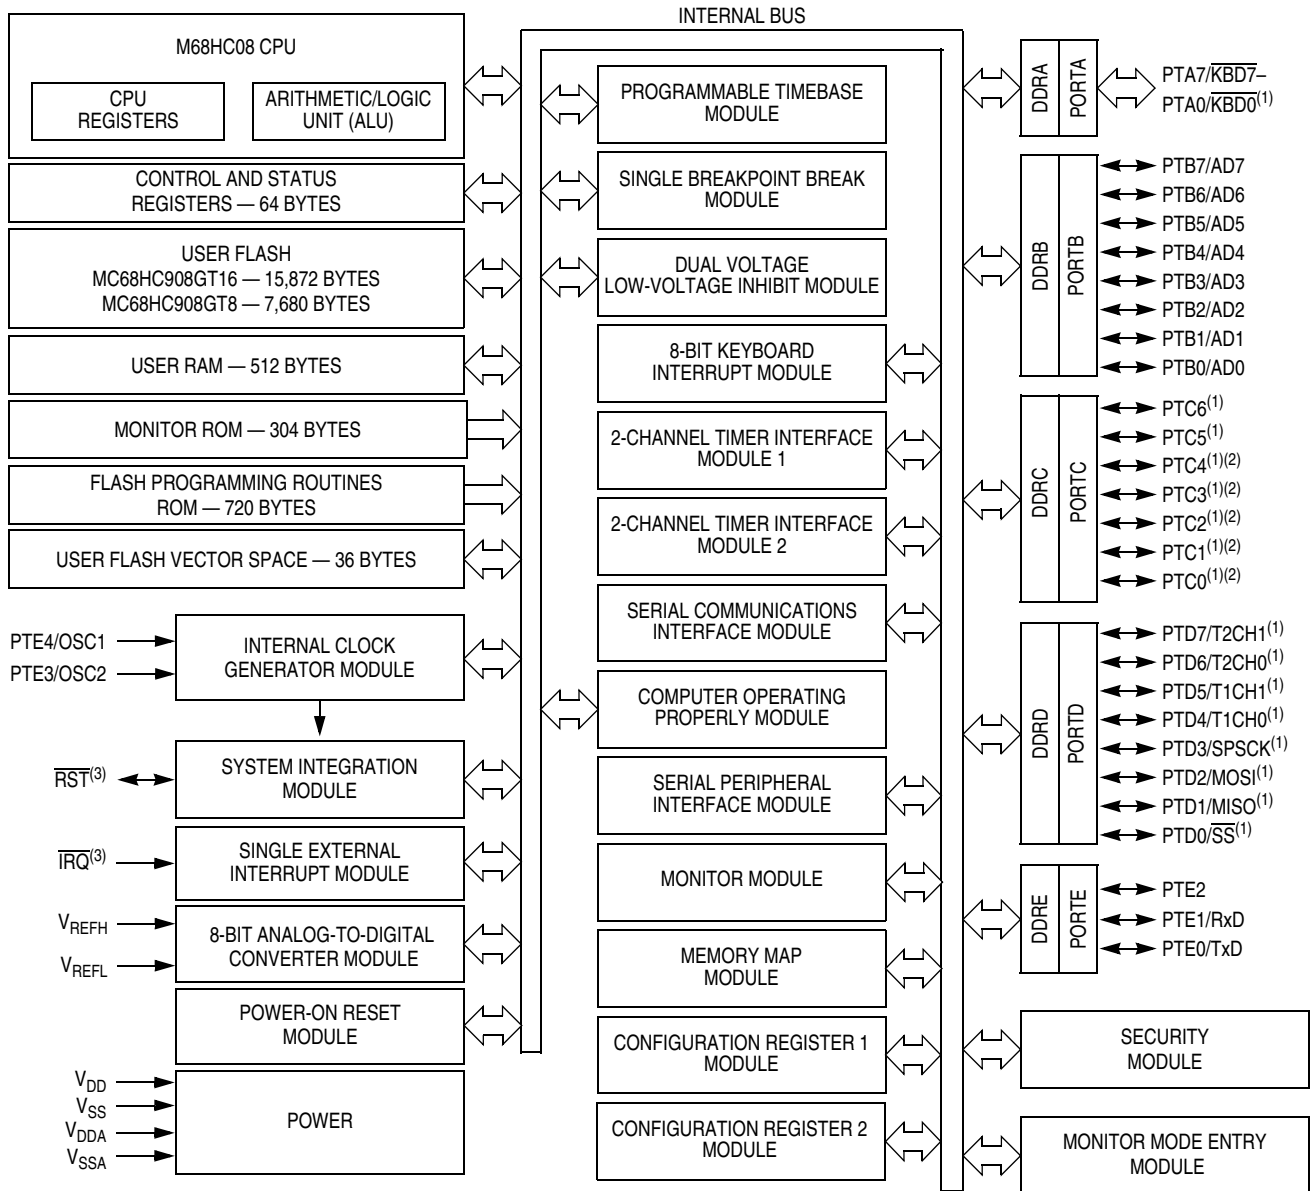 INTERNAL BUS
M68HC08 CPU
CPU
REGISTERS
ARITHMETIC/LOGIC
UNIT (ALU)
CONTROL AND STATUS
REGISTERS — 64 BYTES
USER FLASH
MC68HC908GT16 — 15,872 BYTES
MC68HC908GT8 — 7,680 BYTES
USER RAM — 512 BYTES
MONITOR ROM — 304 BYTES
FLASH PROGRAMMING ROUTINES
ROM — 720 BYTES
USER FLASH VECTOR SPACE — 36 BYTES
PTE4/OSC1
PTE3/OSC2
INTERNAL CLOCK
GENERATOR MODULE
RST(3)
SYSTEM INTEGRATION
MODULE
IRQ(3)
SINGLE EXTERNAL
INTERRUPT MODULE
VREFH
VREFL
8-BIT ANALOG-TO-DIGITAL
CONVERTER MODULE
POWER-ON RESET
MODULE
VDD
VSS
VDDA
VSSA
POWER
PROGRAMMABLE TIMEBASE
MODULE
SINGLE BREAKPOINT BREAK
MODULE
DUAL VOLTAGE
LOW-VOLTAGE INHIBIT MODULE
8-BIT KEYBOARD
INTERRUPT MODULE
2-CHANNEL TIMER INTERFACE
MODULE 1
2-CHANNEL TIMER INTERFACE
MODULE 2
SERIAL COMMUNICATIONS
INTERFACE MODULE
COMPUTER OPERATING
PROPERLY MODULE
SERIAL PERIPHERAL
INTERFACE MODULE
MONITOR MODULE
MEMORY MAP
MODULE
CONFIGURATION REGISTER 1
MODULE
CONFIGURATION REGISTER 2
MODULE
DDRA
PORTA
PTA7/KBD7–
PTA0/KBD0(1)
DDRB
PORTB
PTB7/AD7
PTB6/AD6
PTB5/AD5
PTB4/AD4
PTB3/AD3
PTB2/AD2
PTB1/AD1
PTB0/AD0
DDRC
PORTC
PTC6(1)
PTC5(1)
PTC4(1)(2)
PTC3(1)(2)
PTC2(1)(2)
PTC1(1)(2)
PTC0(1)(2)
DDRD
PORTD
PTD7/T2CH1(1)
PTD6/T2CH0(1)
PTD5/T1CH1(1)
PTD4/T1CH0(1)
PTD3/SPSCK(1)
PTD2/MOSI(1)
PTD1/MISO(1)
PTD0/SS(1)
DDRE
PORTE
PTE2
PTE1/RxD
PTE0/TxD
SECURITY
MODULE
MONITOR MODE ENTRY
MODULE